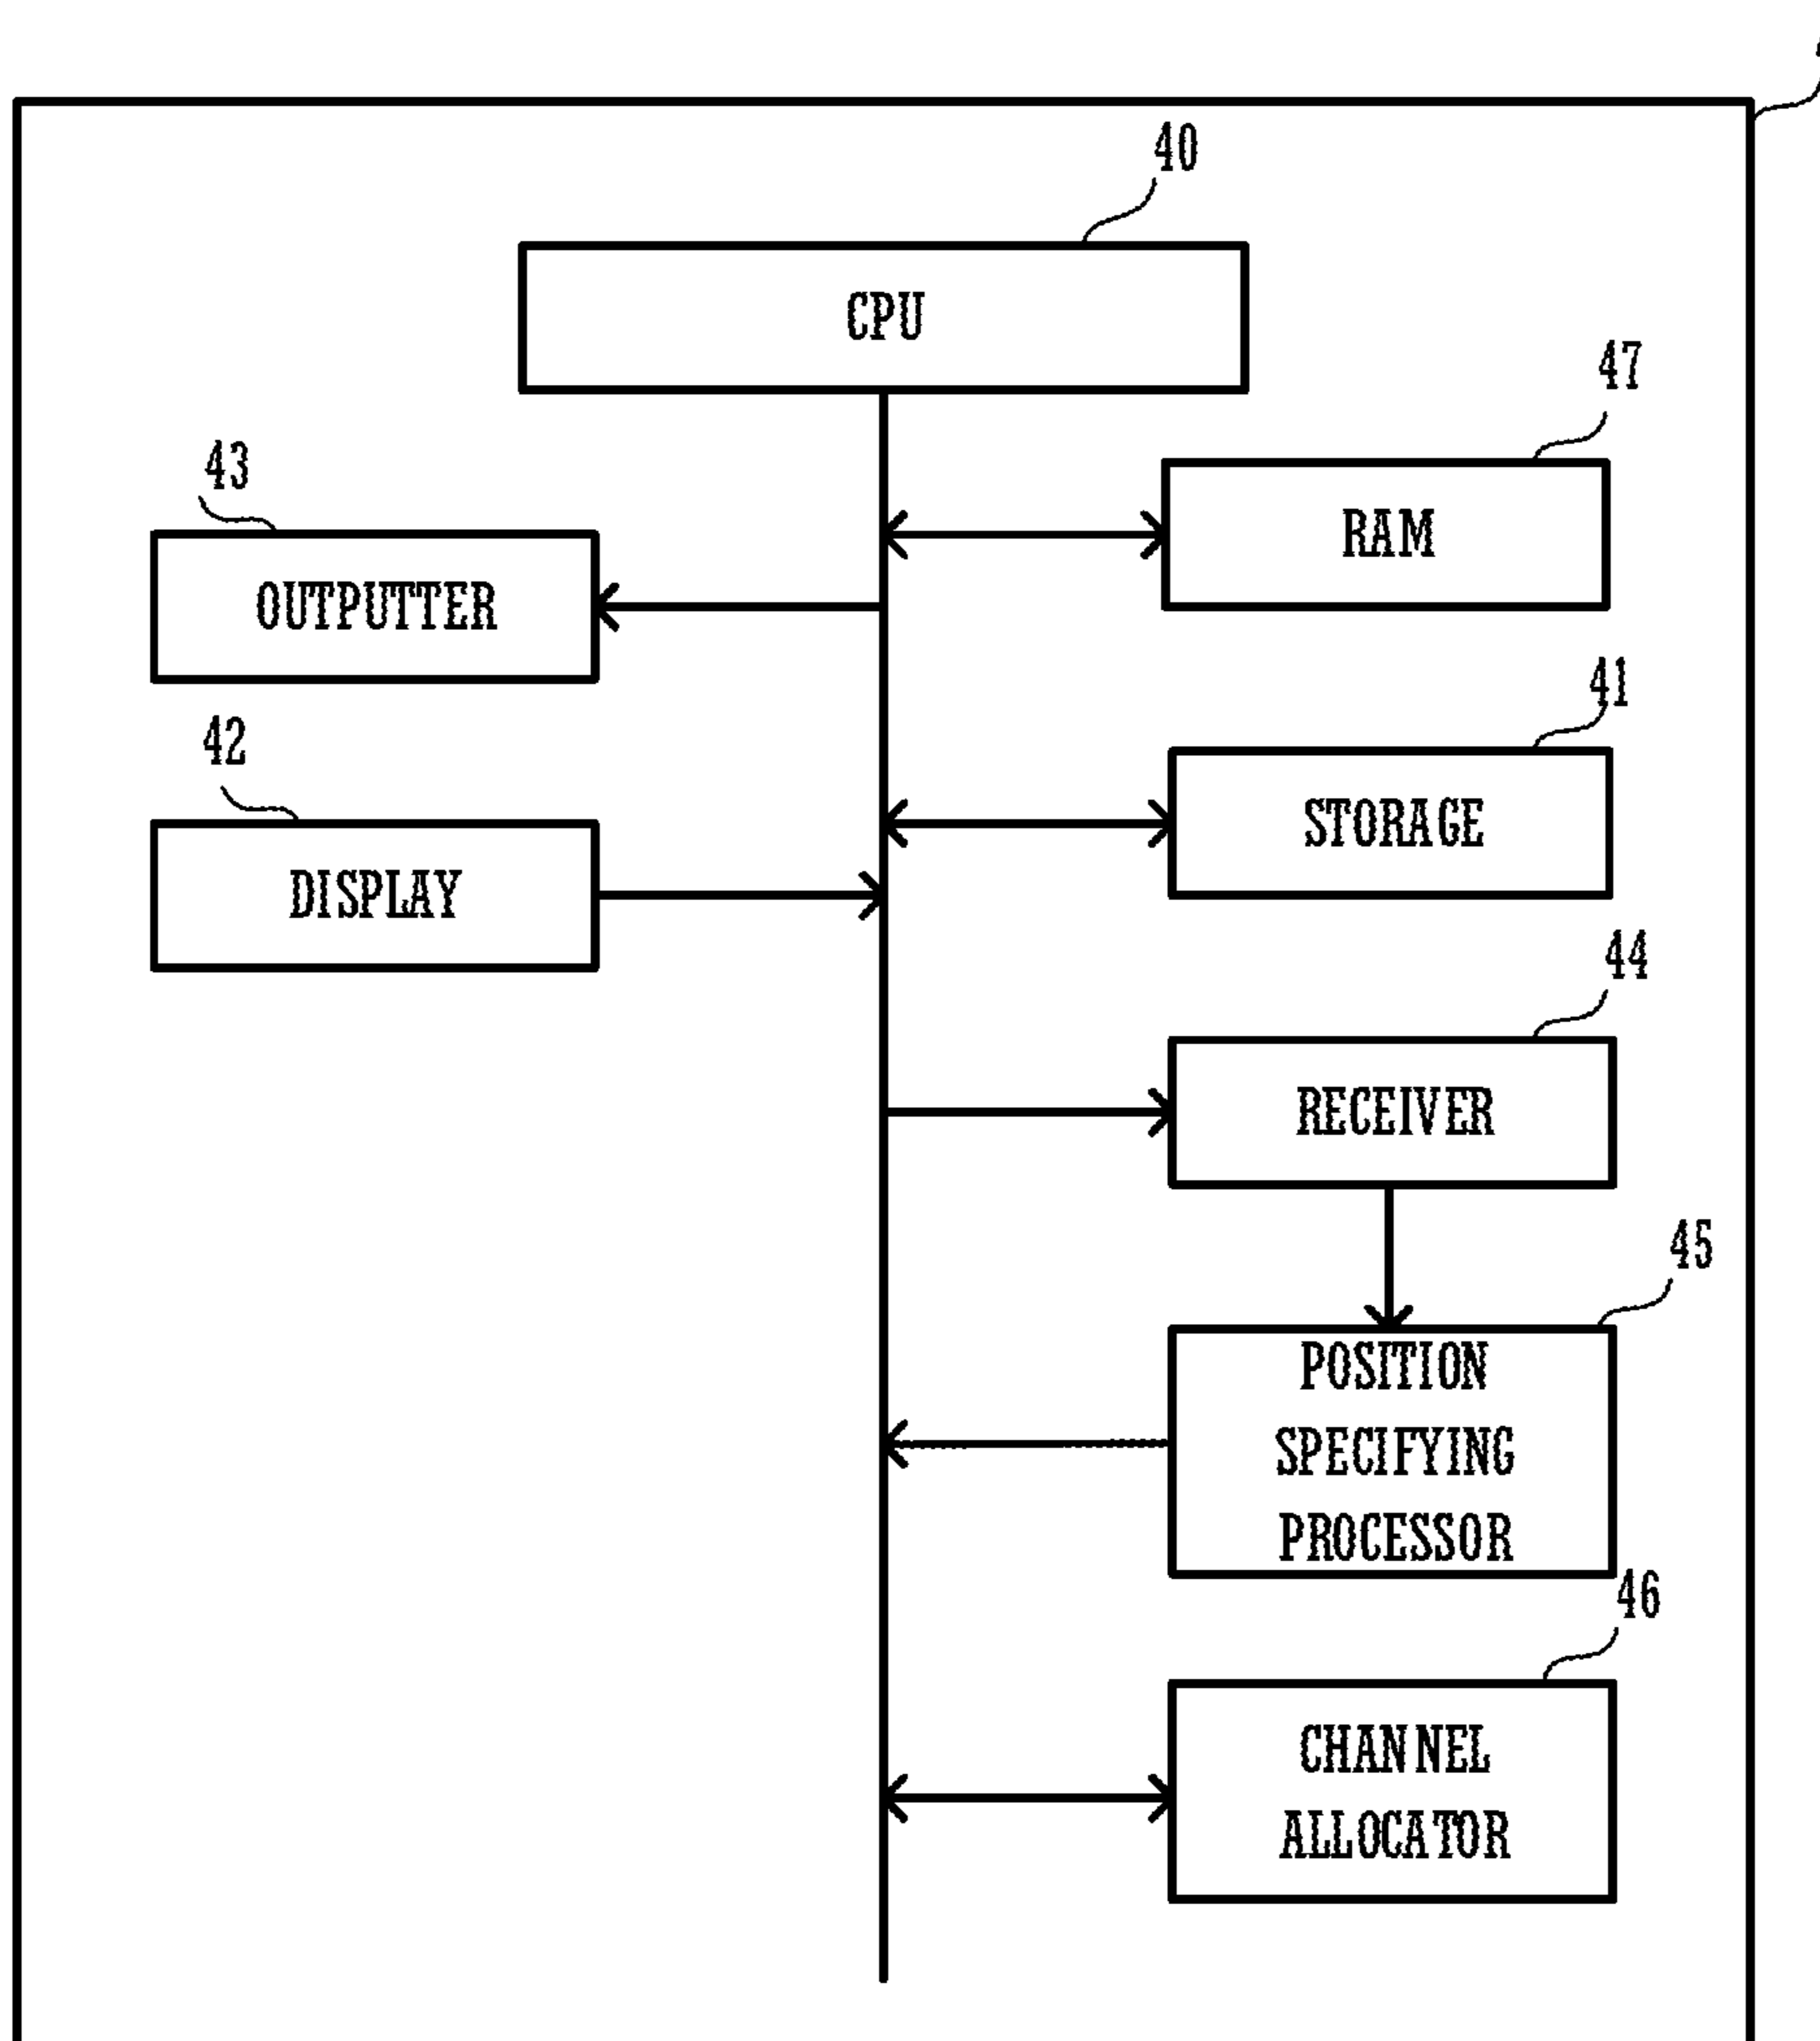 40
CPU
47
43
RAM
OUTPUTTER
41
42
STORAGE
DISPLAY
44
RECEIVER
45
POSITION
SPECIFYING
PROCESSOR
46
CHANNEL
ALLOCATOR